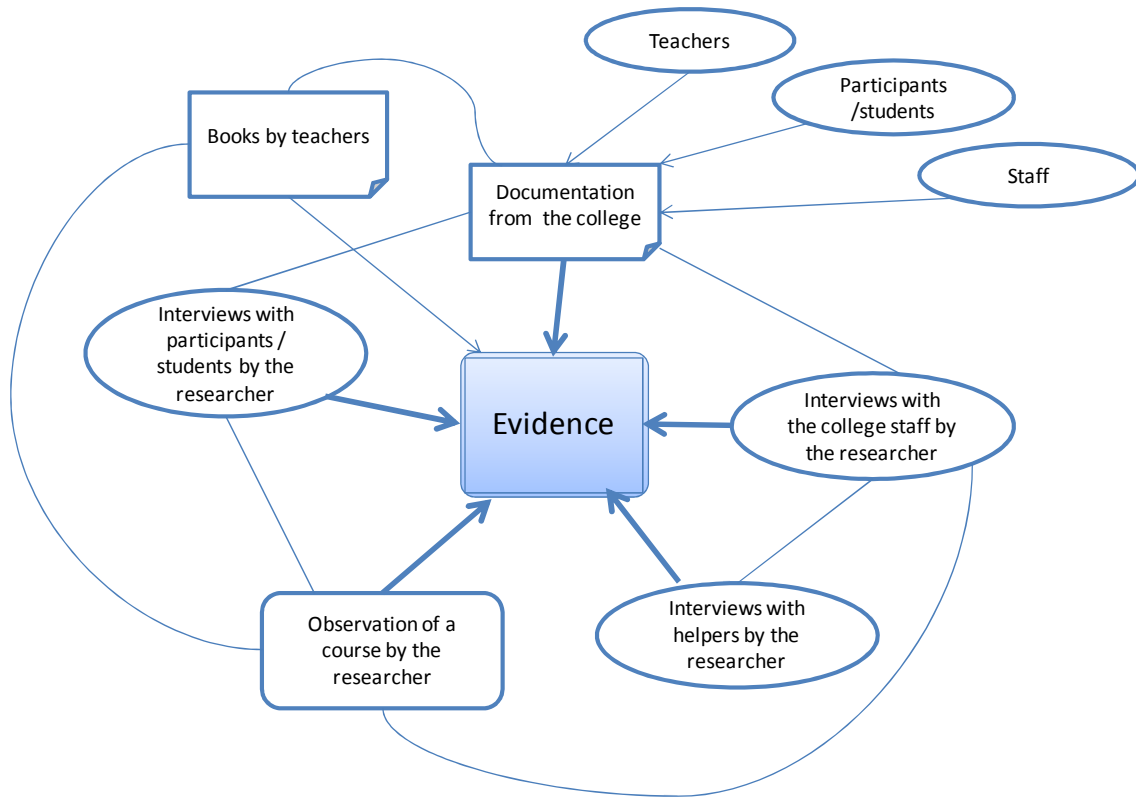 Teachers
Participants
/students
Staff
Books by teachers
Documentation
from the college
Interviews with
participants /
students by the
researcher
Evidence
Interviews with
the college staff by
the researcher
Observation of a
course by the
researcher
Interviews with
helpers by the
researcher